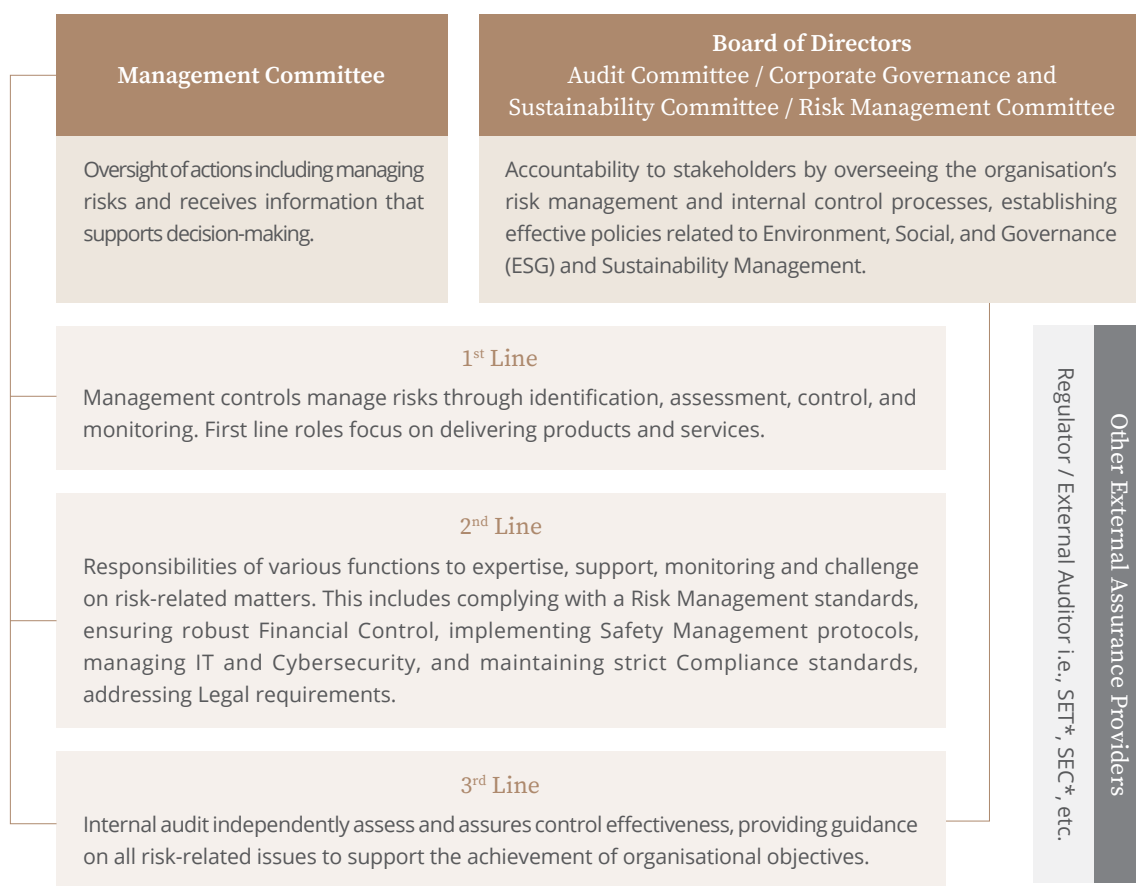 Management Committee
Oversight of actions including managing
risks and receives information that
supports decision-making.
Board of Directors
Audit Committee / Corporate Governance and
Sustainability Committee / Risk Management Committee
Accountability to stakeholders by overseeing the organisation’s
risk management and internal control processes, establishing
effective policies related to Environment, Social, and Governance
(ESG) and Sustainability Management.
1st Line
Management controls manage risks through identification, assessment, control, and
monitoring. First line roles focus on delivering products and services.
2nd Line
Responsibilities of various functions to expertise, support, monitoring and challenge
on risk-related matters. This includes complying with a Risk Management standards,
ensuring robust Financial Control, implementing Safety Management protocols,
managing IT and Cybersecurity, and maintaining strict Compliance standards,
addressing Legal requirements.
3rd Line
Internal audit independently assess and assures control effectiveness, providing guidance
on all risk-related issues to support the achievement of organisational objectives.
Other External Assurance Providers
Regulator / External Auditor i.e., SET*, SEC*, etc.